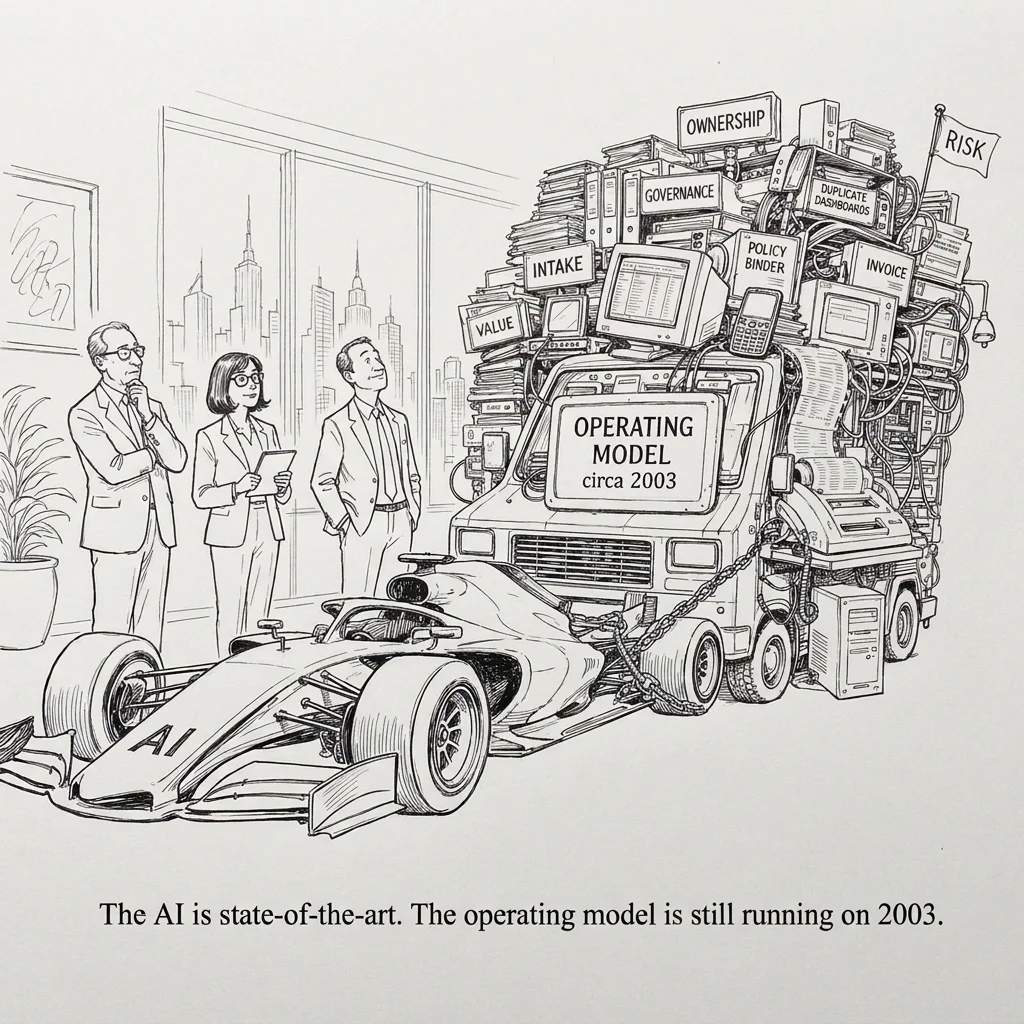 OWNERSHIP
RISK
GOVERNANCE
DUPLICATE
DASHBOARDS
INTAKE
POLICY
BINDER
INVOICE
VALUE
OPERATING
MODEL
circa 2003
AI
The AI is state-of-the-art. The operating model is still running on 2003.